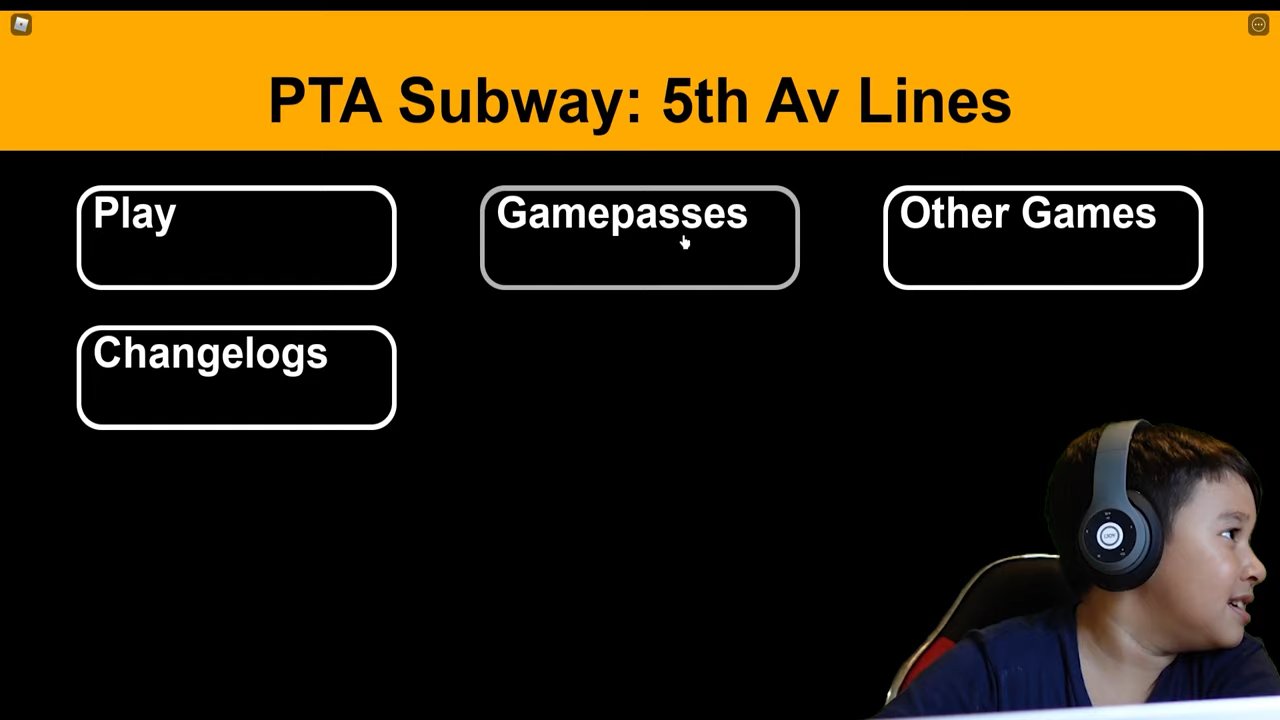 PTA Subway: 5th Av Lines
Play
Gamepasses
Other Games
Changelogs